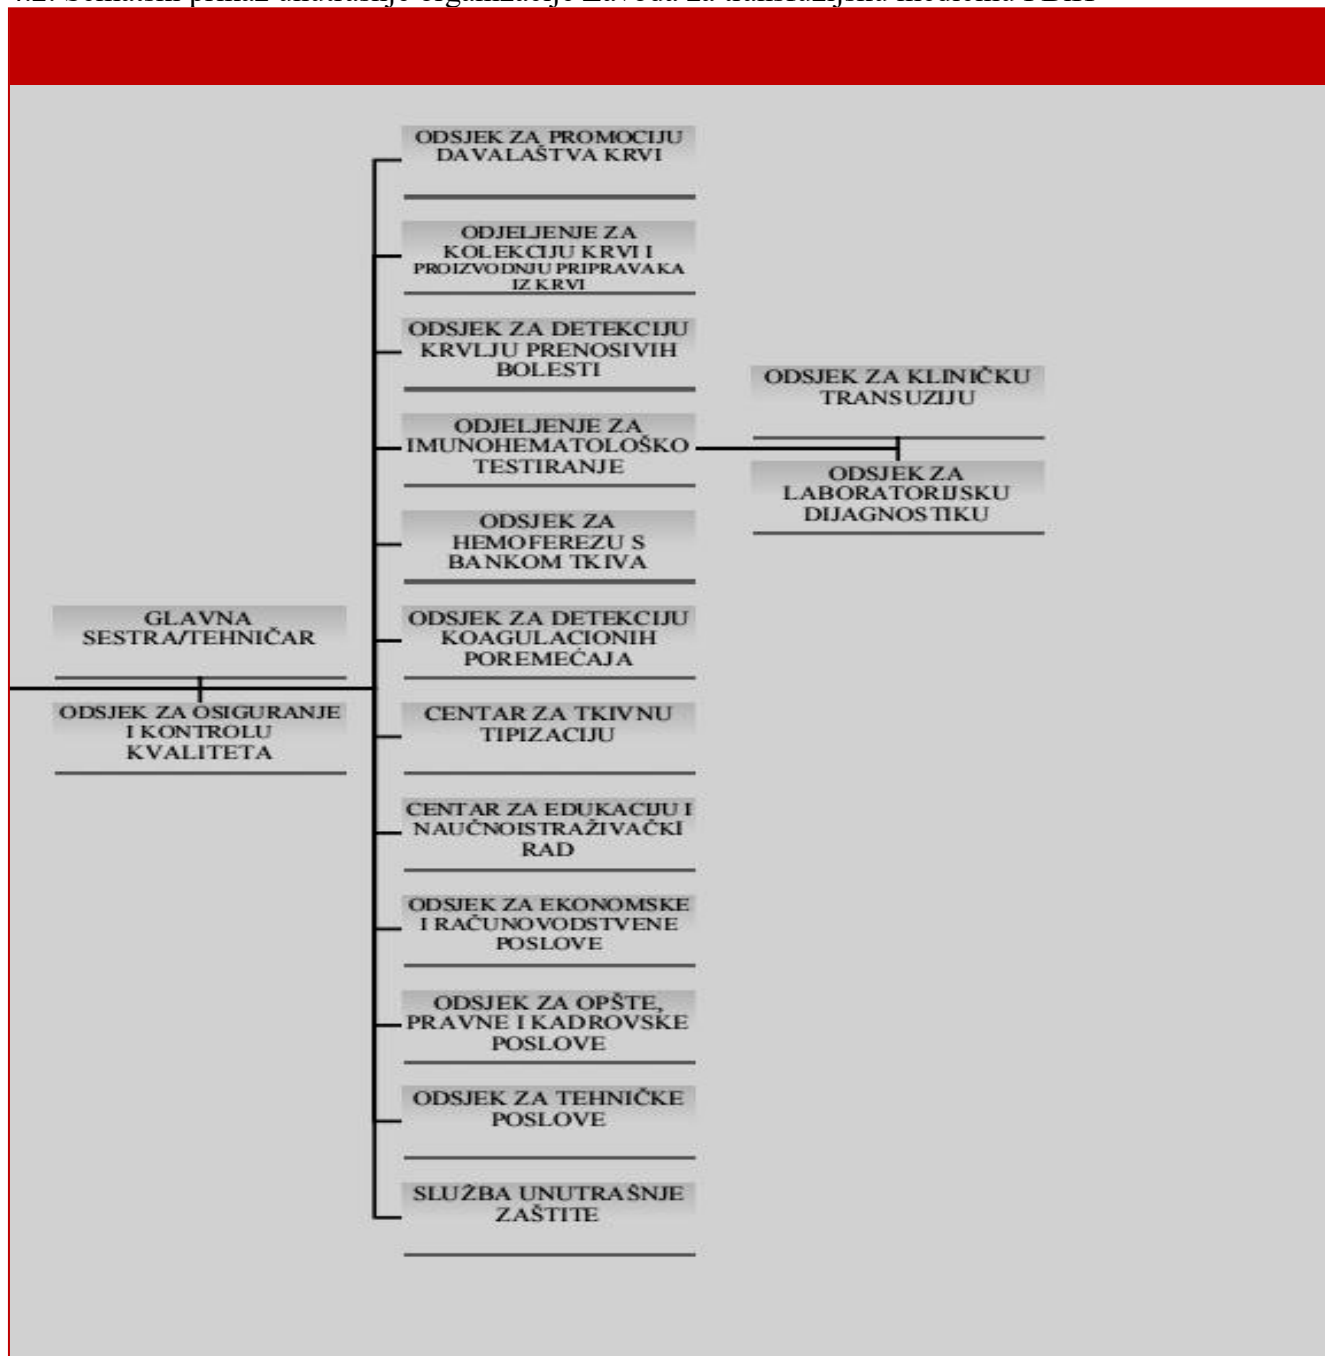 ODSJEK ZA PROMOCIJU
DAVALAŠTVA KRVI
ODJELJENJE ZA
KOLEKCIJU KRVI I
PROIZVODNJU PRIPRAVAKA
IZ KRVI
ODSJEK ZA DETEKCIJU
KRVLJU PRENOSIVIH
BOLESTI
ODJELJENJE ZA
IMUNOHEMATOLOŠKO
TESTIRANJE
ODSJEK ZA KLINIČKU
TRANSUZIJU
ODSJEK ZA
LABORATORIJSKU
DIJAGNOSTIKU
ODSJEK ZA
HEMOFEREZU S
BANKOM TKIVA
GLAVNA
SESTRA/TEHNIČAR
ODSJEK ZA OSIGURANJE
I KONTROLU
KVALITETA
ODSJEK ZA DETEKCIJU
KOAGULACIONIH
POREMEĆAJA
CENTAR ZA TKIVNU
TIPIZACIJU
CENTAR ZA EDUKACIJU I
NAUČNOISTRAŽIVAČKI
RAD
ODSJEK ZA EKONOMSKE
I RAČUNOVODSTVENE
POSLOVE
ODSJEK ZA OPŠTE,
PRAVNE I KADROVSKE
POSLOVE
ODSJEK ZA TEHNIČKE
POSLOVE
SLUŽBA UNUTRAŠNJE
ZAŠTITE